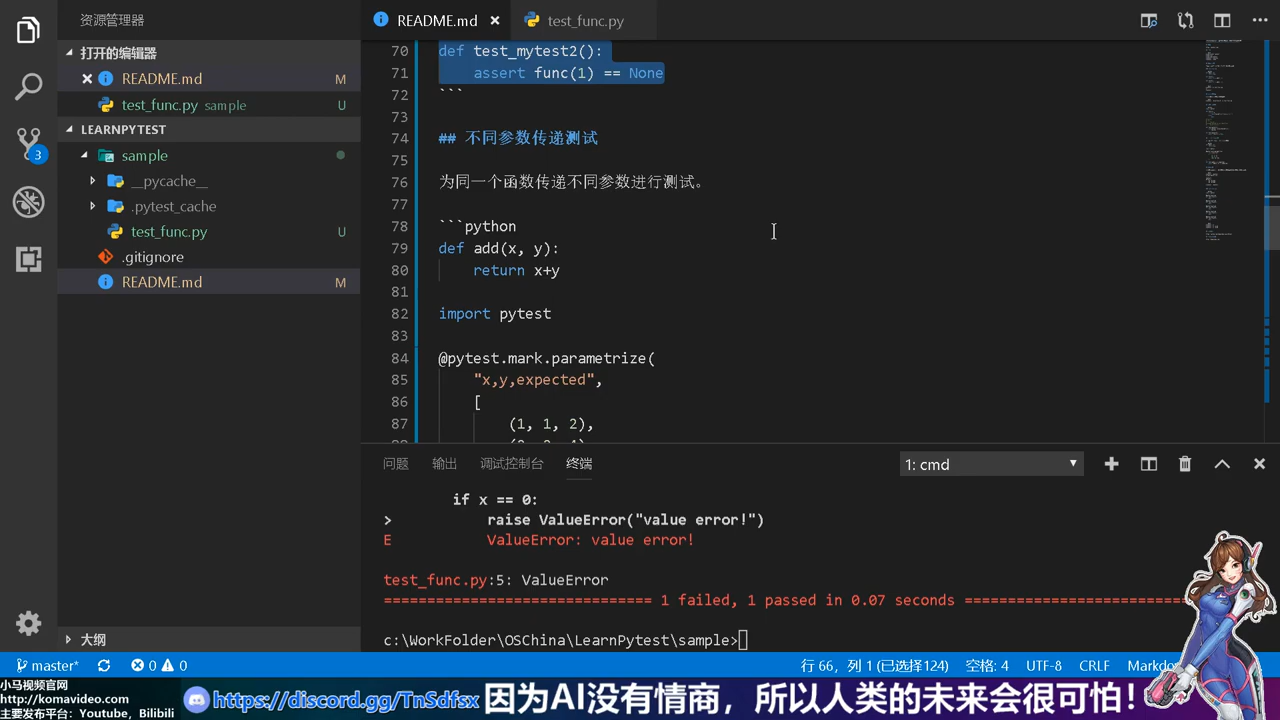 资源管理器
README.md
test_func.py
打开的编辑器
README.md M
test_func.py sample U
LEARNPYTEST
sample
__pycache__
.pytest_cache
test_func.py U
.gitignore
README.md M
大纲
70 def test_mytest2():
71 assert func(1) == None
72 ```
73
74 ## 不同参数传递测试
75
76 为同一个函数传递不同参数进行测试。
77
78 ```python
79 def add(x, y):
80 return x+y
81
82 import pytest
83
84 @pytest.mark.parametrize(
85 "x,y,expected",
86 [
87 (1, 1, 2),
问题 输出 调试控制台 终端
1: cmd
if x == 0:
> raise ValueError("value error!")
E ValueError: value error!
test_func.py:5: ValueError
============================== 1 failed, 1 passed in 0.07 seconds =========================
c:\WorkFolder\OSChina\LearnPytest\sample>
3
master* 0 0 行 66，列 1 (已选择124) 空格: 4 UTF-8 CRLF
小马视频官网
http://komavideo.com
主要发布平台：Youtube，Bilibili
https://discord.gg/TnSdfsx 因为AI没有情商，所以人类的未来会很可怕！